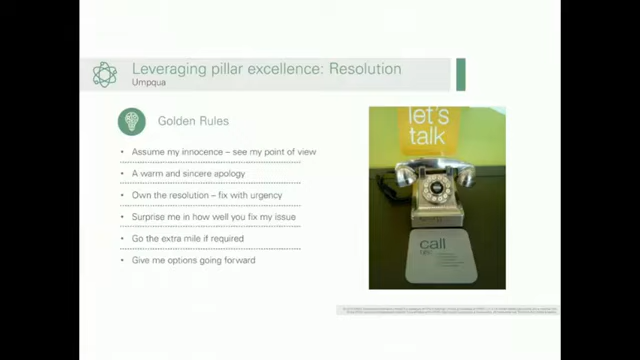 Leveraging pillar excellence: Resolution
Umpqua
Golden Rules
• Assume my innocence – see my point of view
• A warm and sincere apology
• Own the resolution – fix with urgency
• Surprise me in how well you fix my issue
• Go the extra mile if required
• Give me options going forward
let's
talk
call